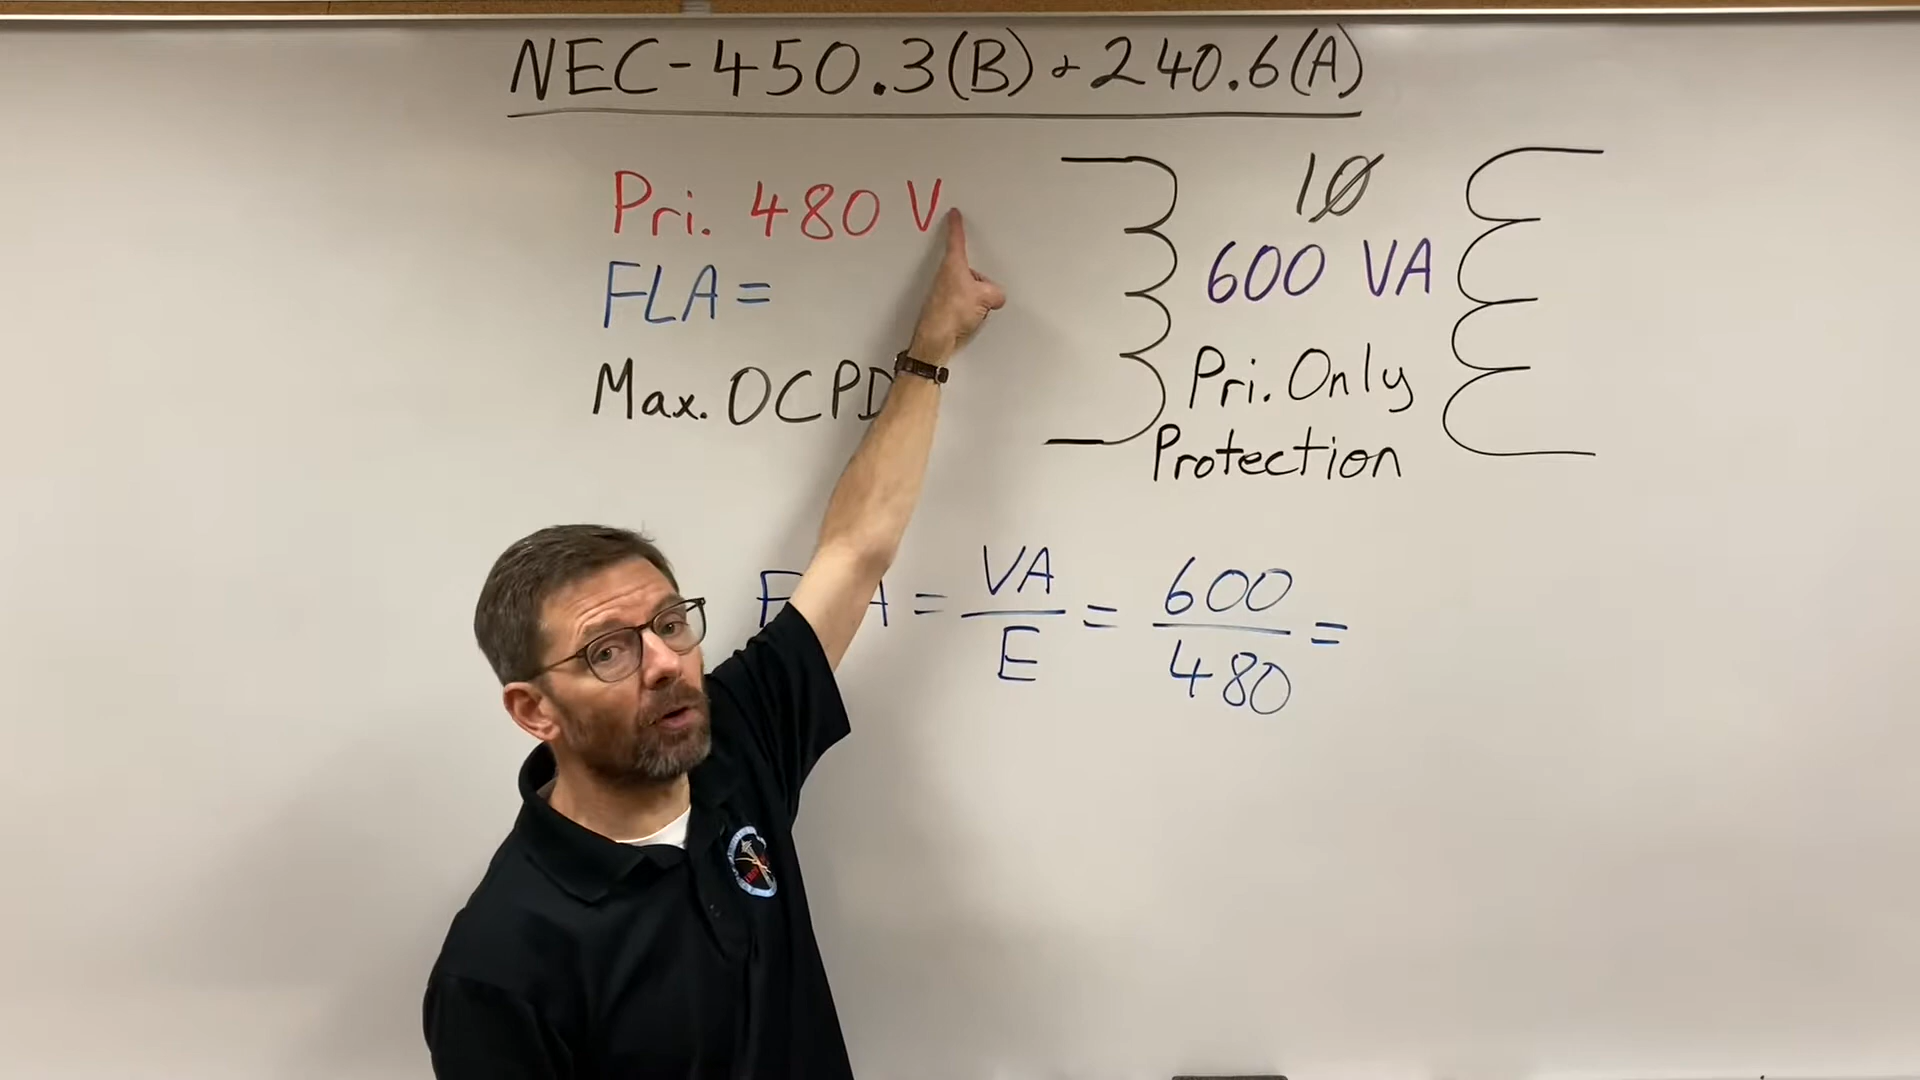 NEC-450.3(B) + 240.6(A)
Pri. 480 V
FLA =
Max. OCPD
1Ø
600 VA
Pri. Only
Protection
F A = VA/E = 600/480 =